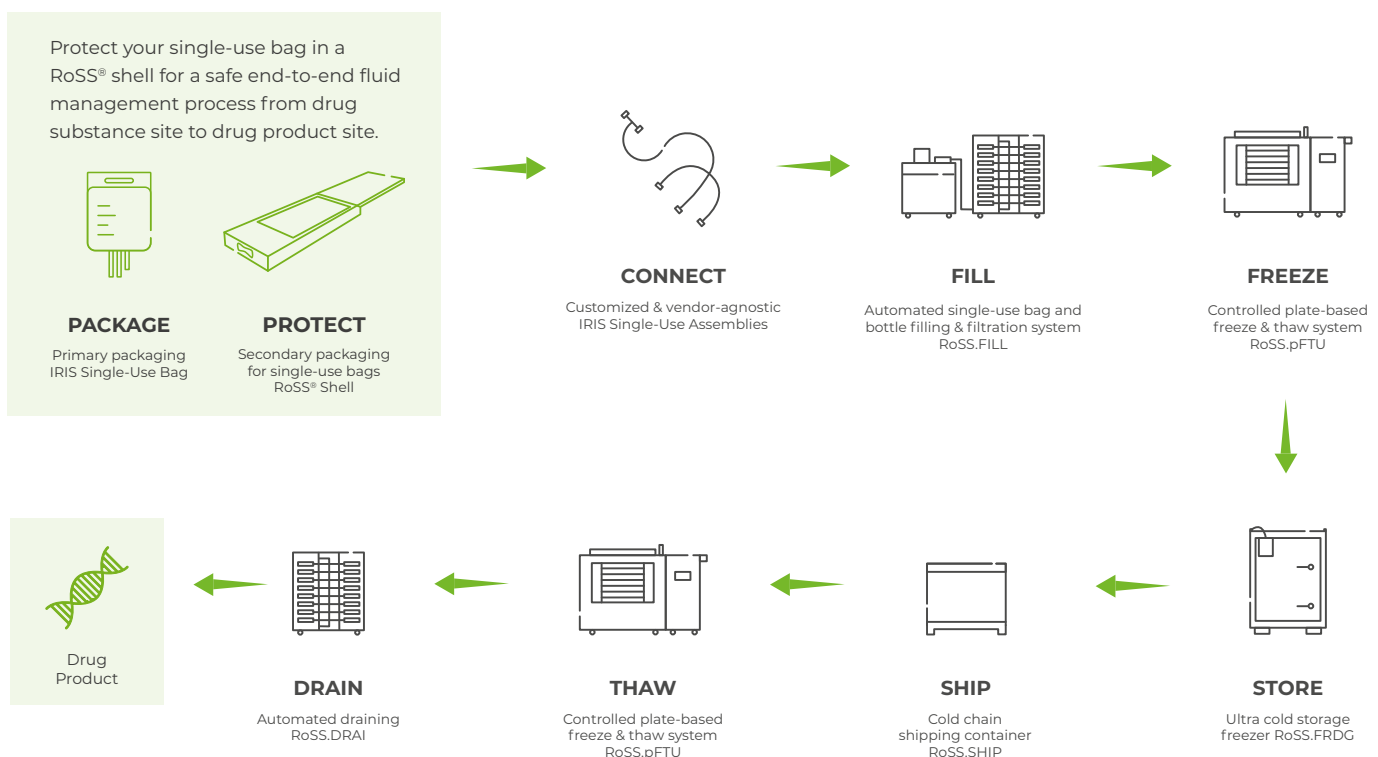 Protect your single-use bag in a
RoSS® shell for a safe end-to-end fluid
management process from drug
substance site to drug product site.
PACKAGE
Primary packaging
IRIS Single-Use Bag
PROTECT
Secondary packaging
for single-use bags
RoSS® Shell
CONNECT
Customized & vendor-agnostic
IRIS Single-Use Assemblies
FILL
Automated single-use bag and
bottle filling & filtration system
RoSS.FILL
FREEZE
Controlled plate-based
freeze & thaw system
RoSS.pFTU
STORE
Ultra cold storage
freezer RoSS.FRDG
SHIP
Cold chain
shipping container
RoSS.SHIP
THAW
Controlled plate-based
freeze & thaw system
RoSS.pFTU
DRAIN
Automated draining
RoSS.DRAI
Drug
Product